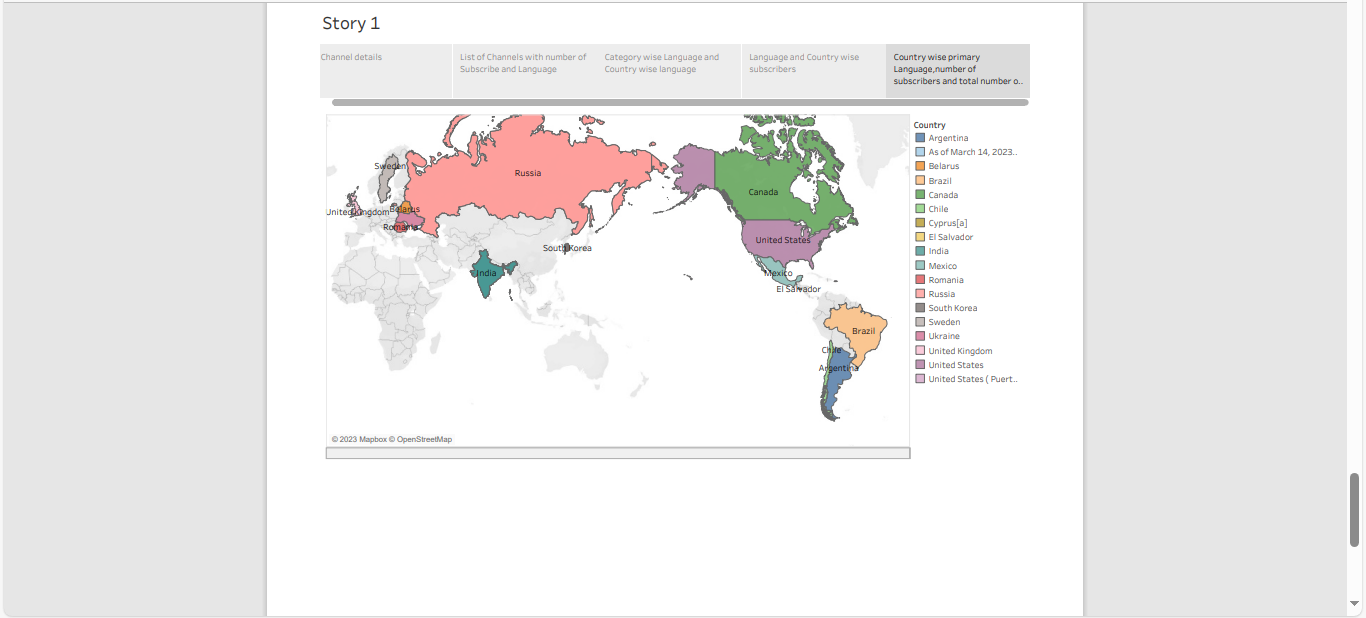 Story 1
Channel details
List of Channels with number of
Subscribe and Language
Category wise Language and
Country wise language
Language and Country wise
subscribers
Country wise primary
Language,number of
subscribers and total number o..
Country
Argentina
As of March 14, 2023..
Belarus
Brazil
Canada
Chile
Cyprus[a]
El Salvador
India
Mexico
Romania
Russia
South Korea
Sweden
Ukraine
United Kingdom
United States
United States ( Puert..
Sweden
Russia
Canada
United Kingdom
Belarus
Romania
South Korea
United States
India
Mexico
El Salvador
Brazil
Chile
Argentina
© 2023 Mapbox © OpenStreetMap